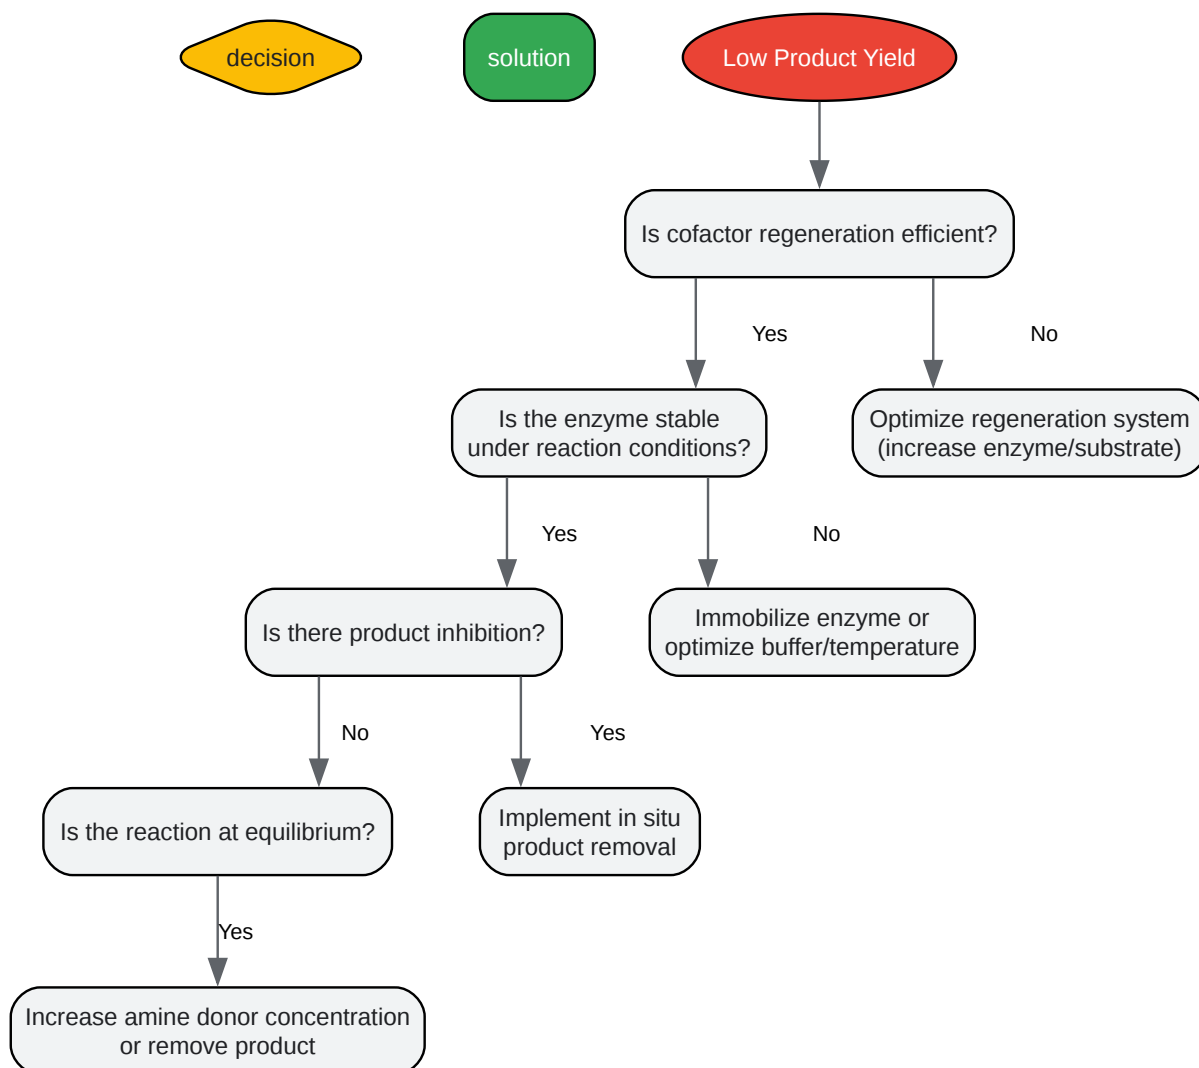 decision
solution
Low Product Yield
Is cofactor regeneration efficient?
Yes
No
Is the enzyme stable
under reaction conditions?
Optimize regeneration system
(increase enzyme/substrate)
Yes
No
Is there product inhibition?
Immobilize enzyme or
optimize buffer/temperature
No
Yes
Is the reaction at equilibrium?
Implement in situ
product removal
Yes
Increase amine donor concentration
or remove product